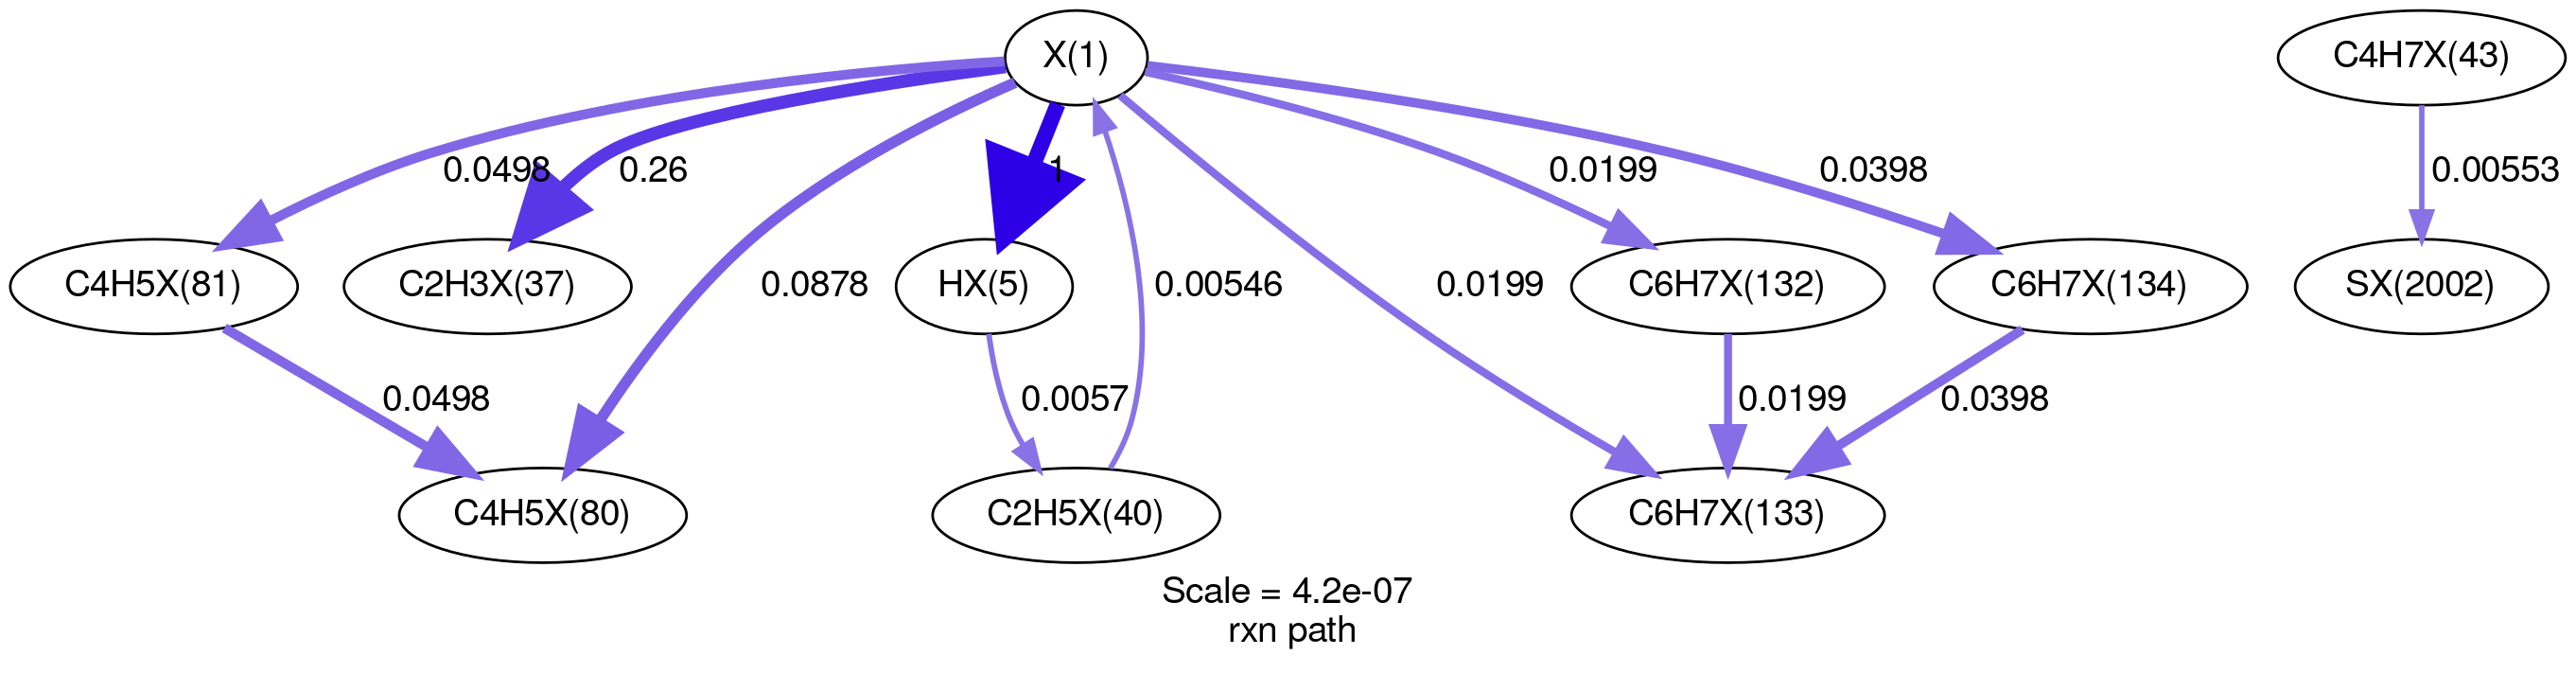 X(1)
C4H7X(43)
0.0498
0.26
1
0.0199
0.0398
0.00553
C4H5X(81)
C2H3X(37)
0.0878
HX(5)
0.00546
0.0199
C6H7X(132)
C6H7X(134)
SX(2002)
0.0498
0.0057
0.0199
0.0398
C4H5X(80)
C2H5X(40)
C6H7X(133)
Scale = 4.2e-07
rxn path